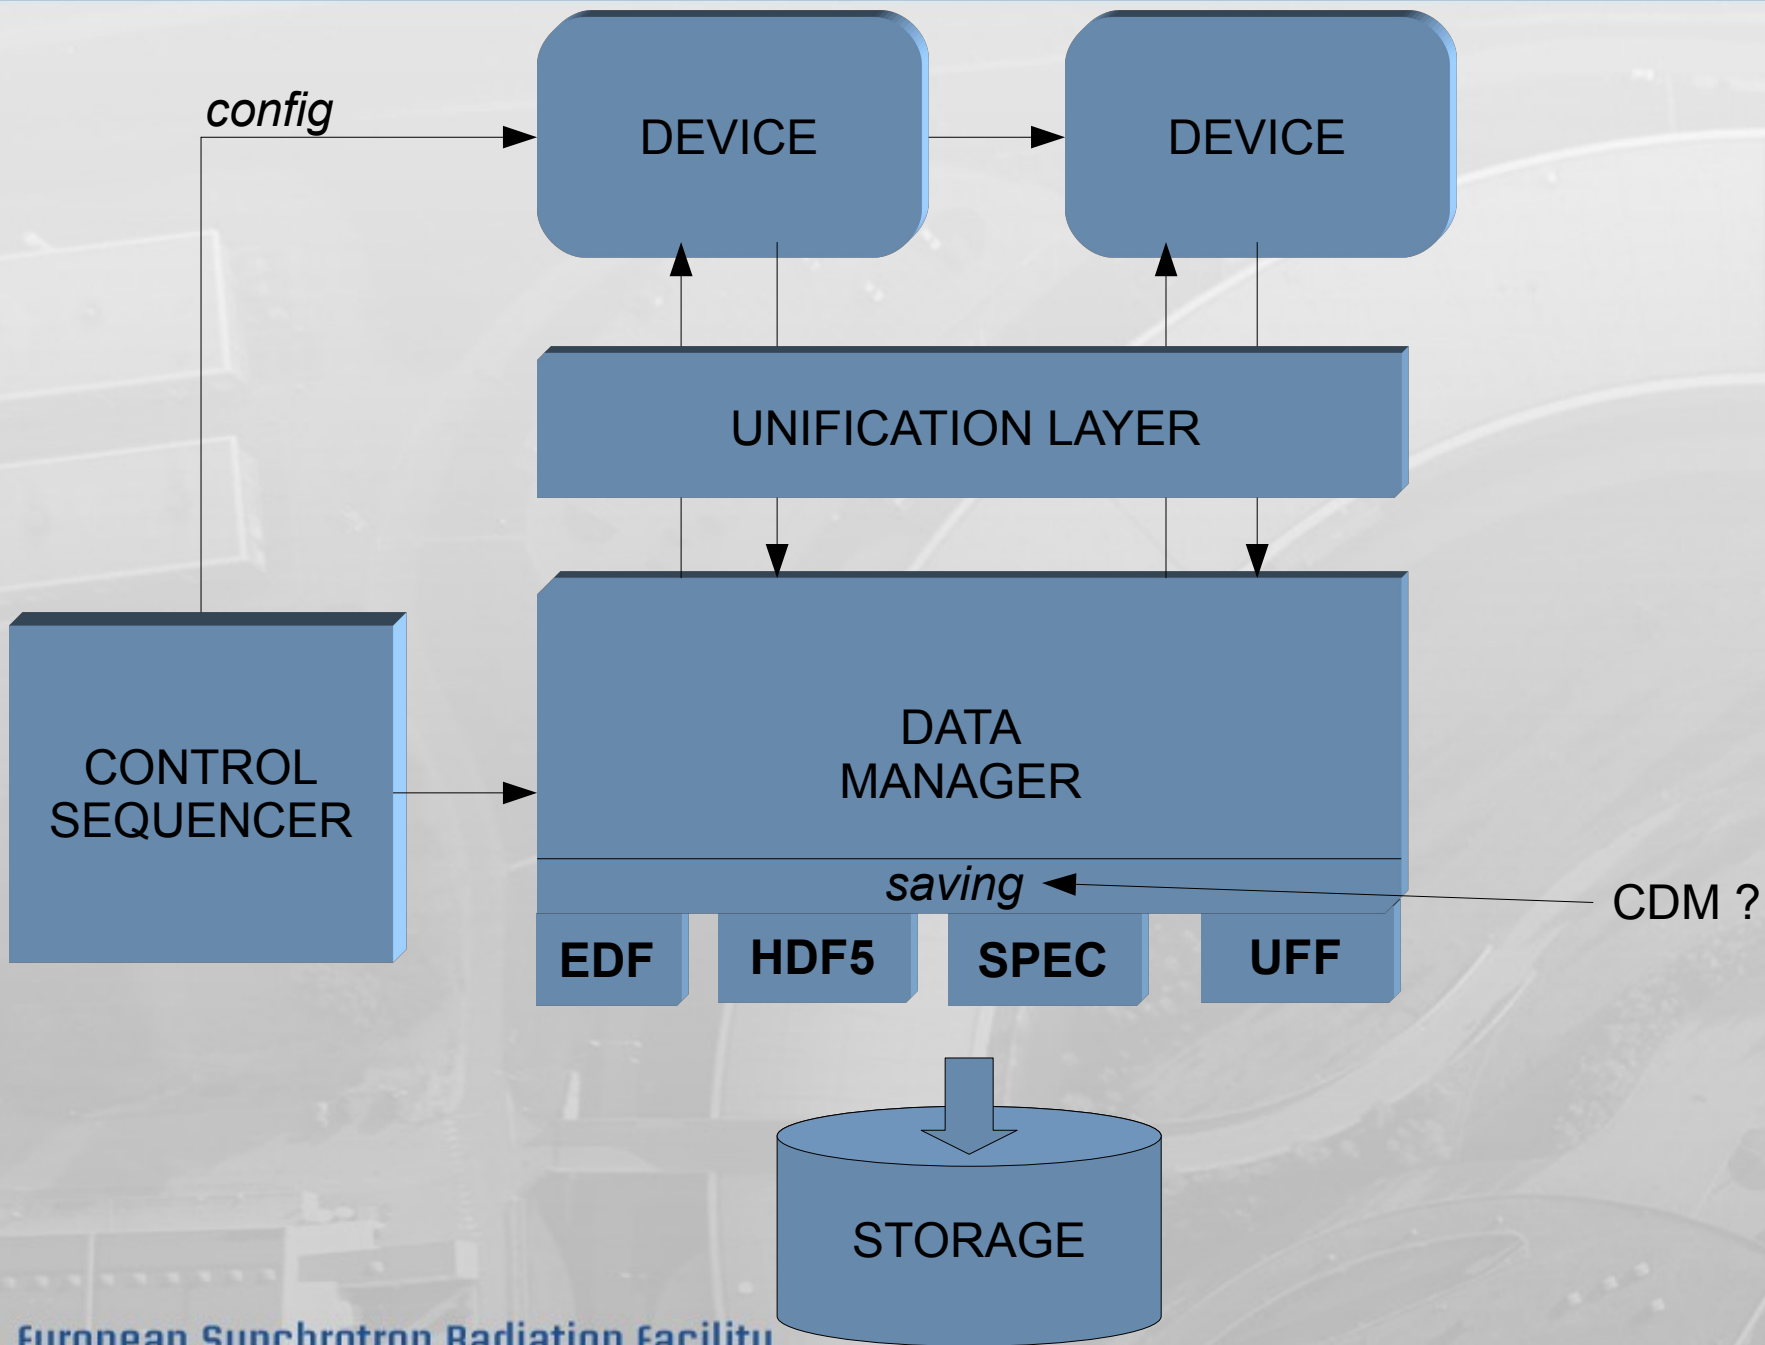 config
DEVICE
DEVICE
UNIFICATION LAYER
CONTROL
SEQUENCER
DATA
MANAGER
saving
CDM ?
EDF
HDF5
SPEC
UFF
STORAGE
European Synchrotron Radiation Facility